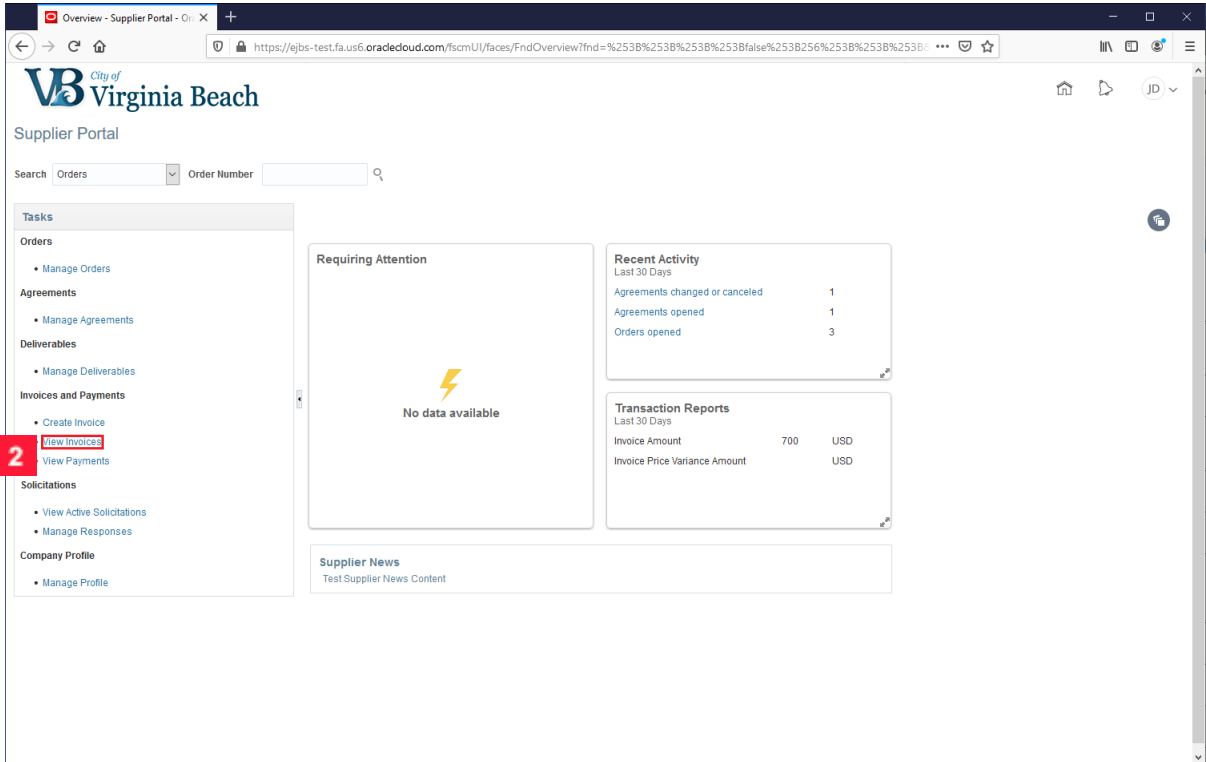 Overview - Supplier Portal - Ora
https://ejbs-test.fa.us6.oraclecloud.com/fscmUI/faces/FndOverview?fnd=%253B%253B%253B%253Bfalse%253B256%253B%253B%253B
City of
VB Virginia Beach
JD
Supplier Portal
Search Orders Order Number
Tasks
Orders
• Manage Orders
Agreements
• Manage Agreements
Deliverables
• Manage Deliverables
Invoices and Payments
• Create Invoice
• View Invoices
2
View Payments
Solicitations
• View Active Solicitations
• Manage Responses
Company Profile
• Manage Profile
Requiring Attention
No data available
Recent Activity
Last 30 Days
Agreements changed or canceled 1
Agreements opened 1
Orders opened 3
Transaction Reports
Last 30 Days
Invoice Amount 700 USD
Invoice Price Variance Amount USD
Supplier News
Test Supplier News Content